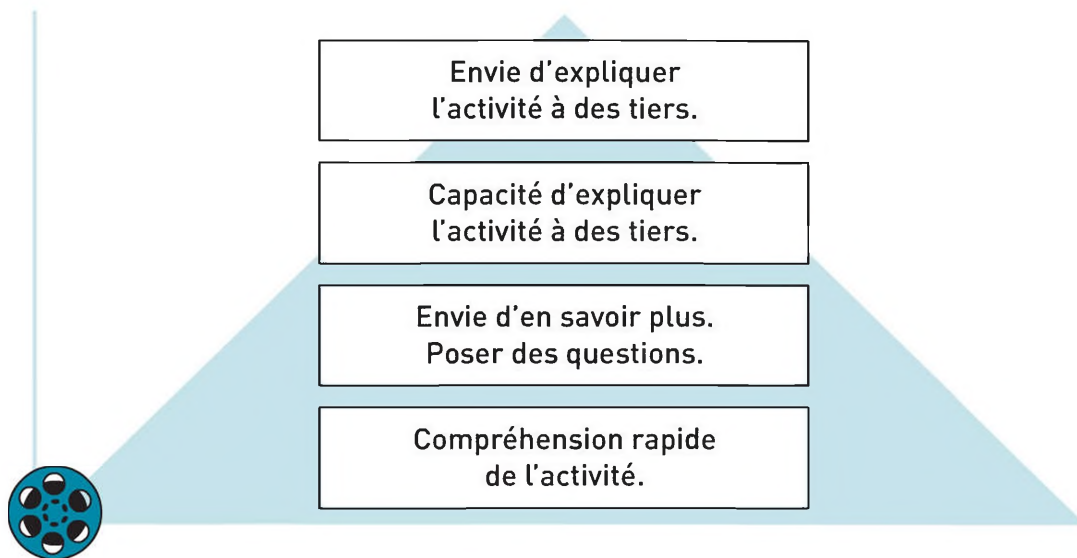 Envie d'expliquer
l'activité à des tiers.
Capacité d'expliquer
l'activité à des tiers.
Envie d'en savoir plus.
Poser des questions.
Compréhension rapide
de l'activité.